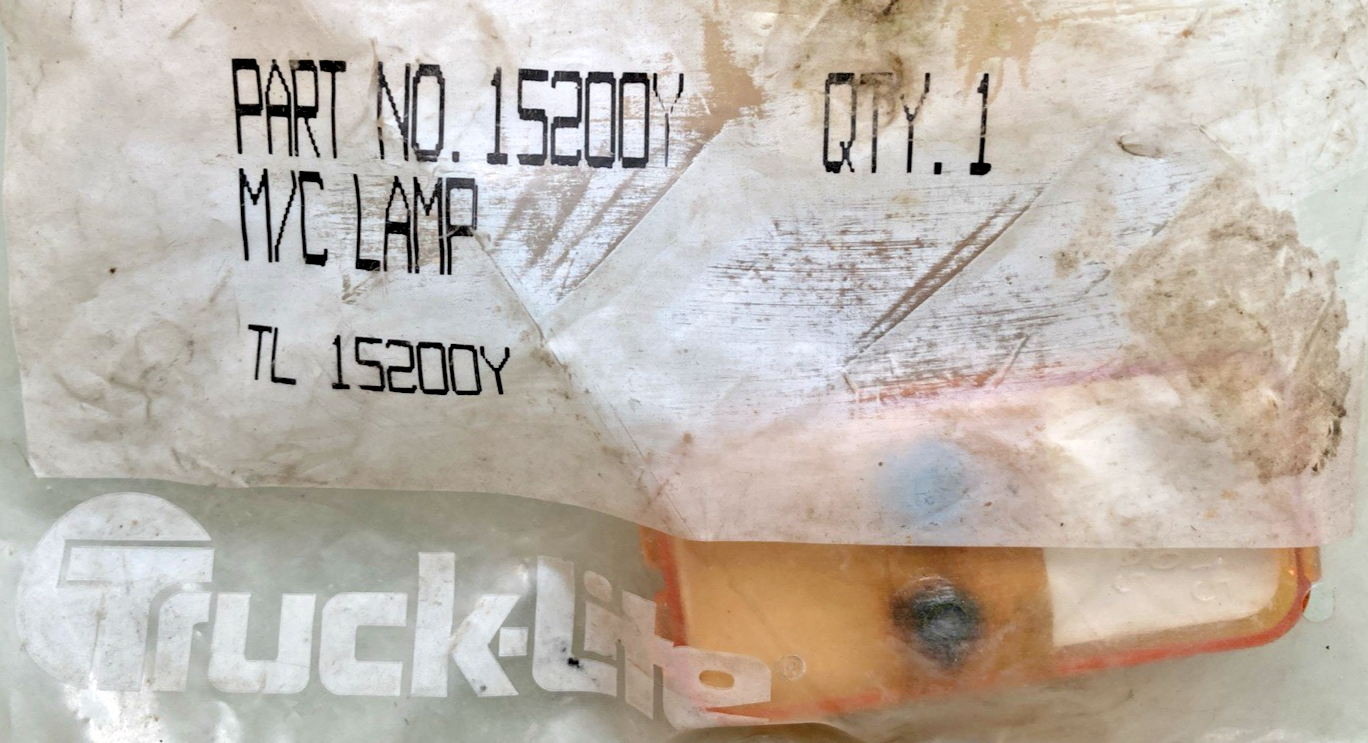 PART NO. 15200Y QTY. 1
M/C LAMP
TL 15200Y
Truck-Lite ®